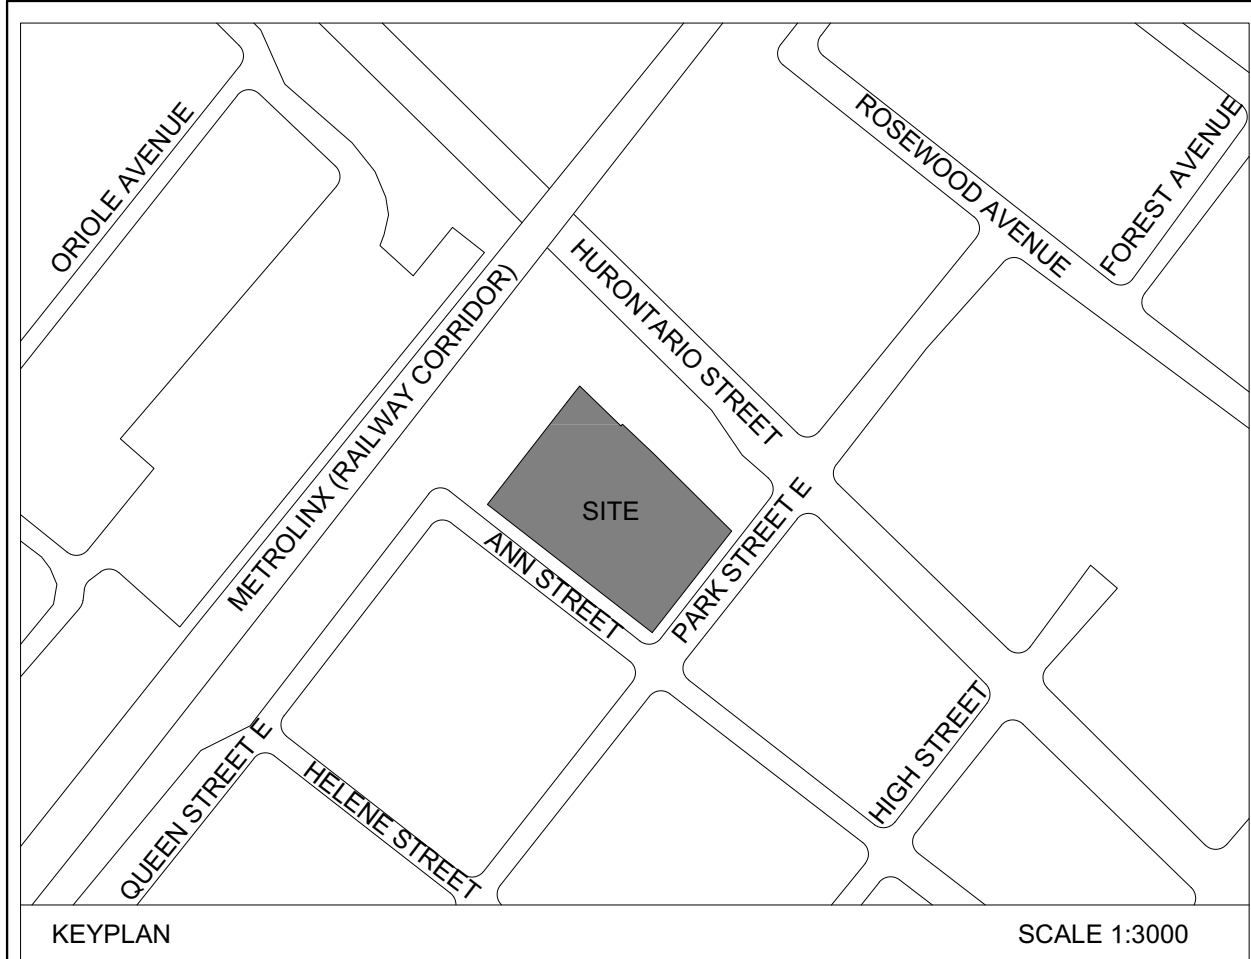 ORIOLE AVENUE
ROSEWOOD AVENUE
FOREST AVENUE
HURONTARIO STREET
METROLINX (RAILWAY CORRIDOR)
SITE
ANN STREET
PARK STREET E
HIGH STREET
QUEEN STREET E
HELENE STREET
KEYPLAN
SCALE 1:3000